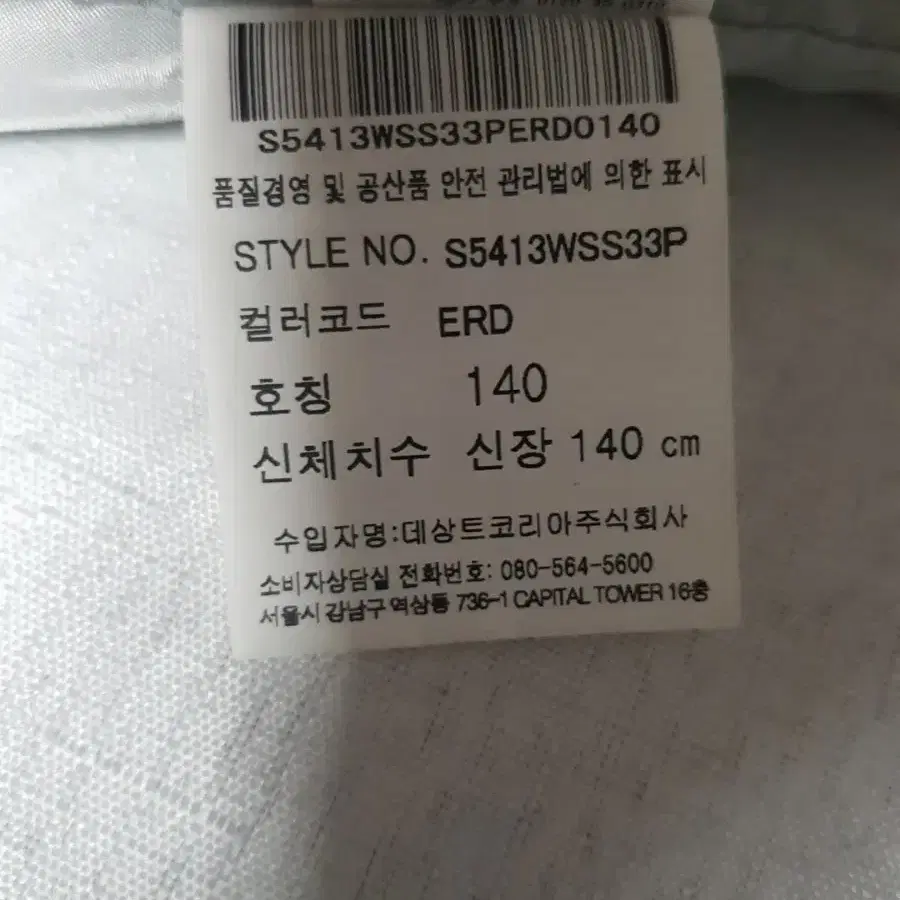 S5413WSS33PERD0140
품질경영 및 공산품 안전 관리법에 의한 표시
STYLE NO. S5413WSS33P
컬러코드 ERD
호칭 140
신체치수 신장 140 cm
수입자명:데상트코리아주식회사
소비자상담실 전화번호: 080-564-5600
서울시 강남구 역삼동 736-1 CAPITAL TOWER 16층